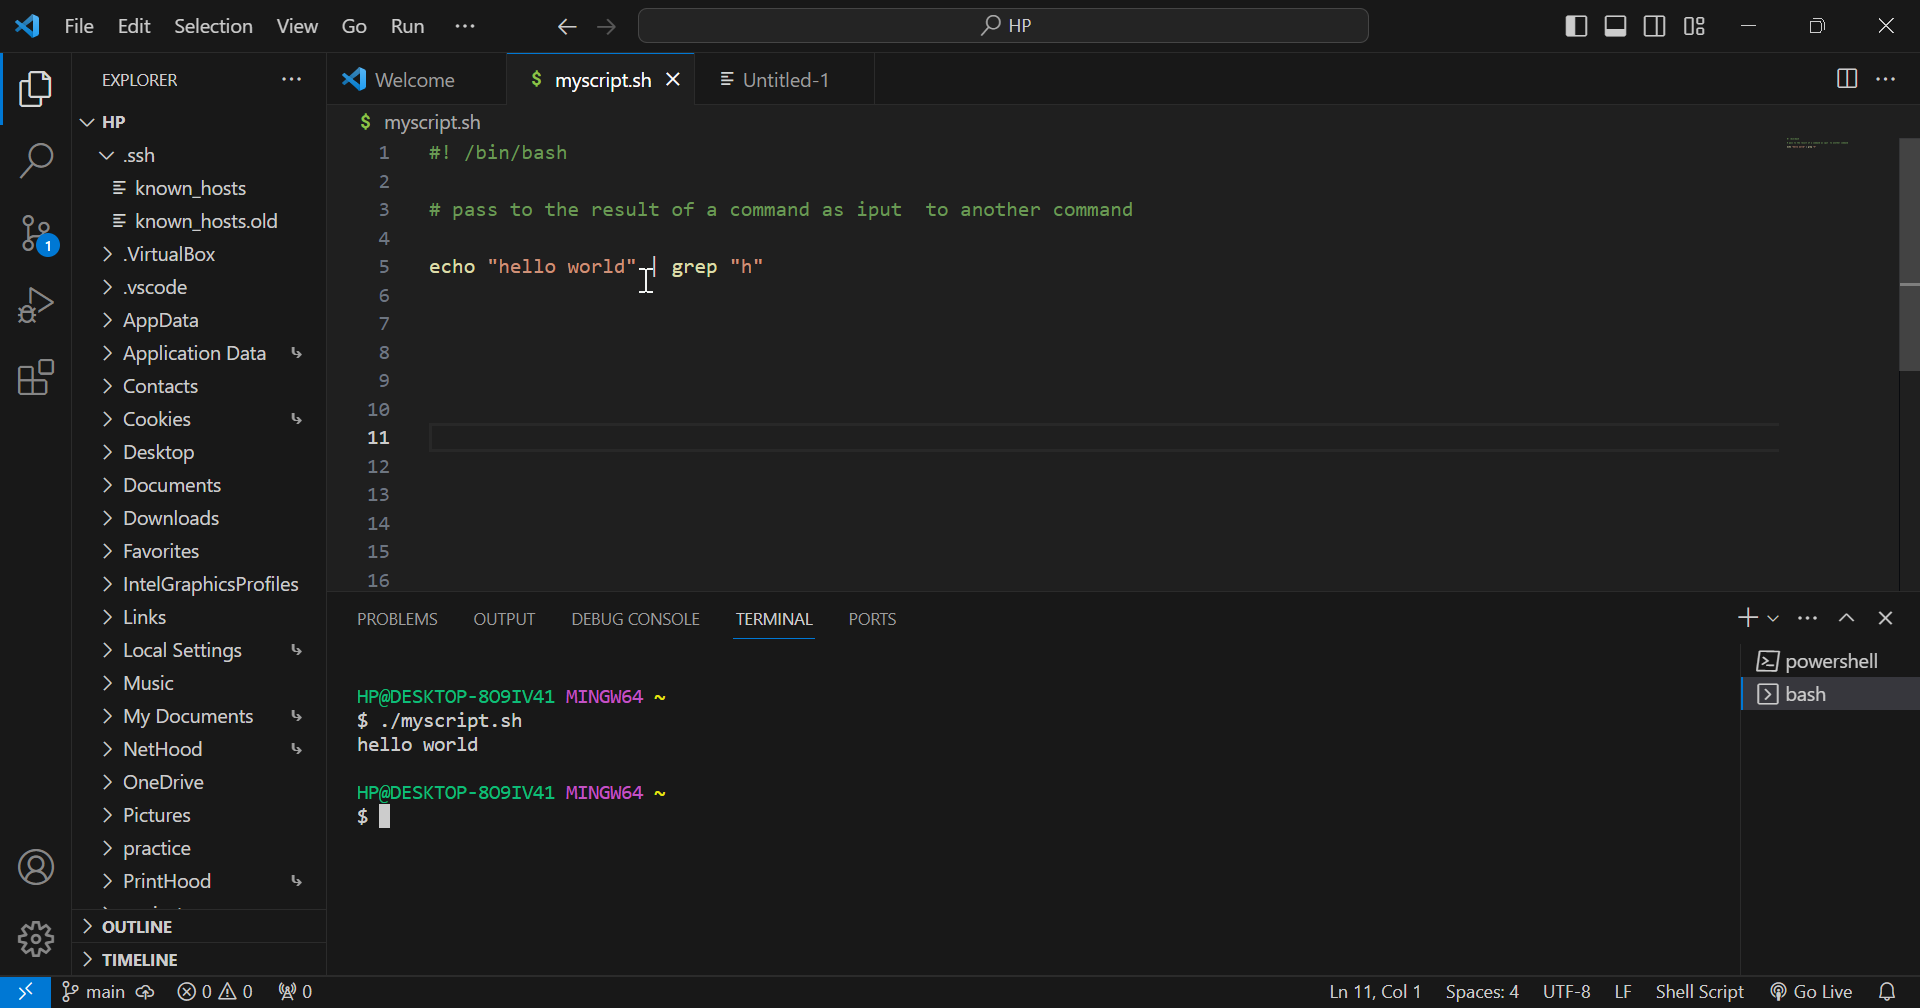 File Edit Selection View Go Run ···
HP
EXPLORER ···
HP
.ssh
known_hosts
known_hosts.old
.VirtualBox
.vscode
AppData
Application Data
Contacts
Cookies
Desktop
Documents
Downloads
Favorites
IntelGraphicsProfiles
Links
Local Settings
Music
My Documents
NetHood
OneDrive
Pictures
practice
PrintHood
OUTLINE
TIMELINE
1
Welcome $ myscript.sh Untitled-1
$ myscript.sh
1 #! /bin/bash
2
3 # pass to the result of a command as iput  to another command
4
5 echo "hello world" | grep "h"
6
7
8
9
10
11
12
13
14
15
16
PROBLEMS OUTPUT DEBUG CONSOLE TERMINAL PORTS
HP@DESKTOP-8O9IV41 MINGW64 ~
$ ./myscript.sh
hello world
HP@DESKTOP-8O9IV41 MINGW64 ~
$
powershell
bash
main 0 0 0 Ln 11, Col 1 Spaces: 4 UTF-8 LF Shell Script Go Live